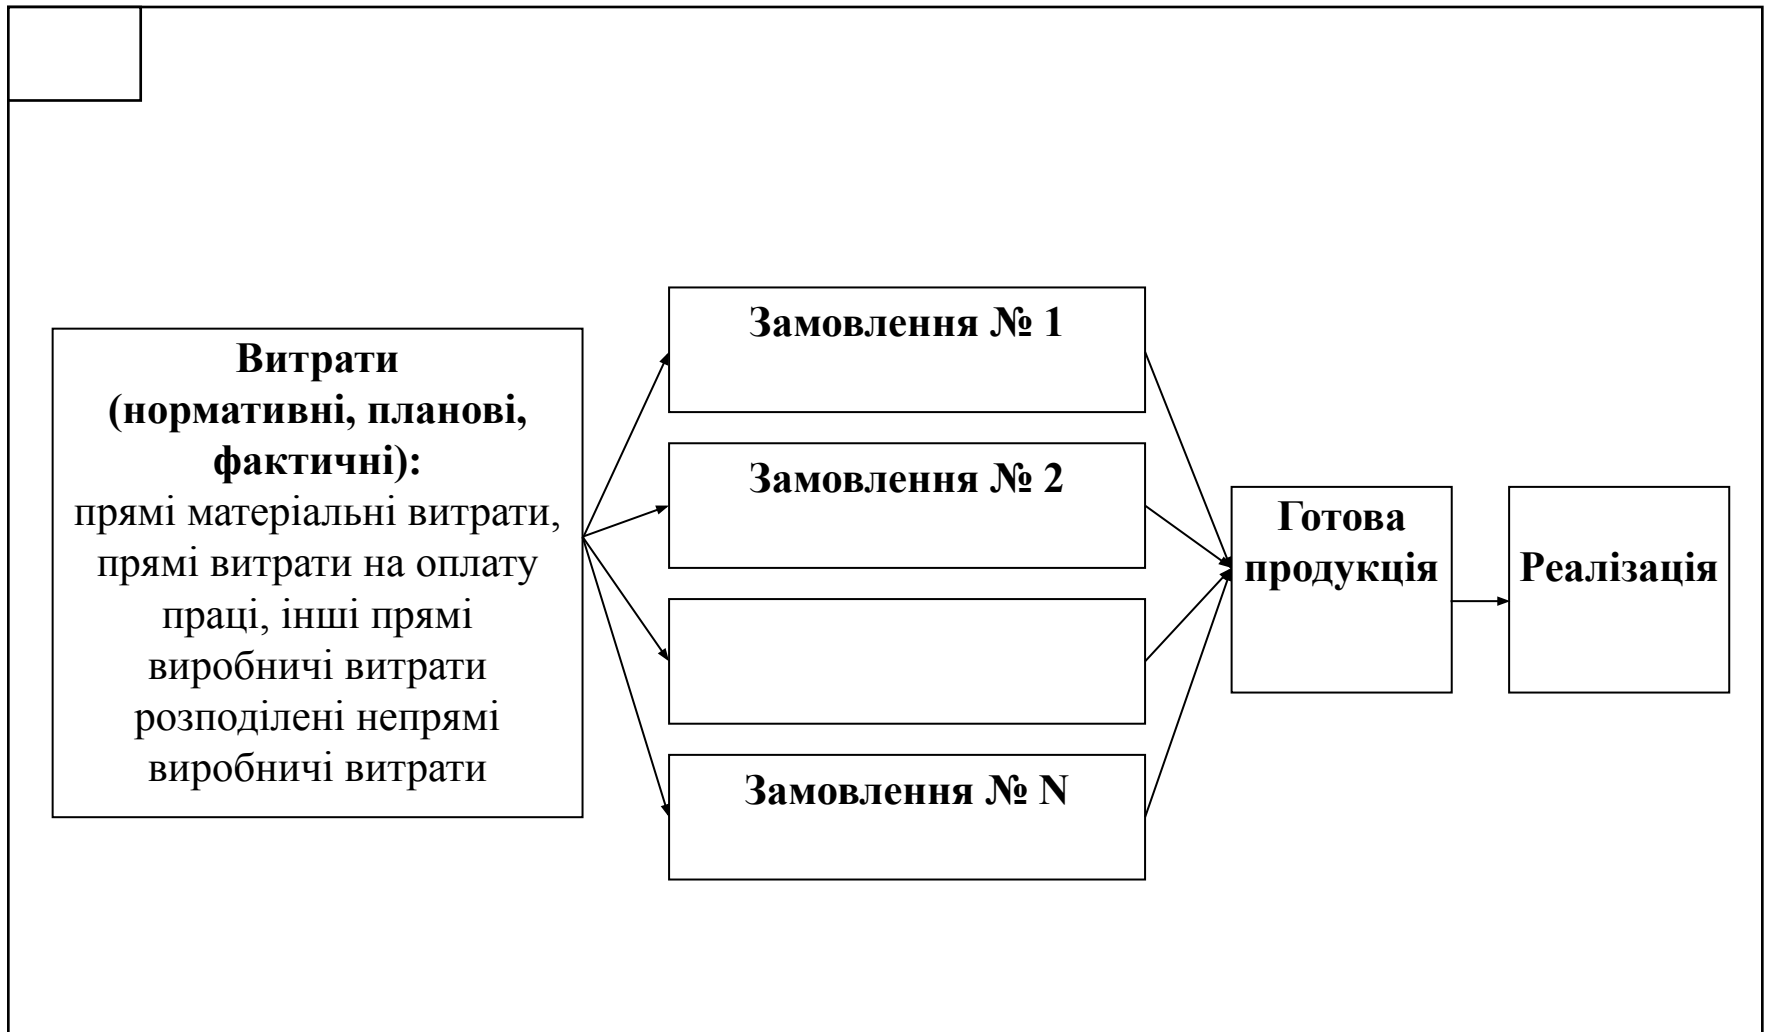 Витрати
(нормативні, планові,
фактичні):
прямі матеріальні витрати,
прямі витрати на оплату
праці, інші прямі
виробничі витрати
розподілені непрямі
виробничі витрати
Замовлення № 1
Замовлення № 2
Замовлення № N
Готова
продукція
Реалізація